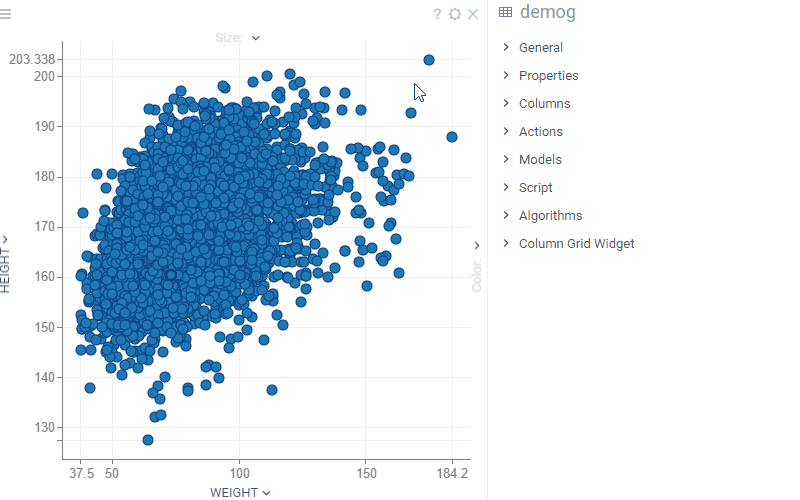 ?
demog
Size:
General
203.338
200
Properties
Columns
190
Actions
Models
180
Script
170
Algorithms
HEIGHT
Color:
Column Grid Widget
160
150
140
130
37.5 50 100 150 184.2
WEIGHT